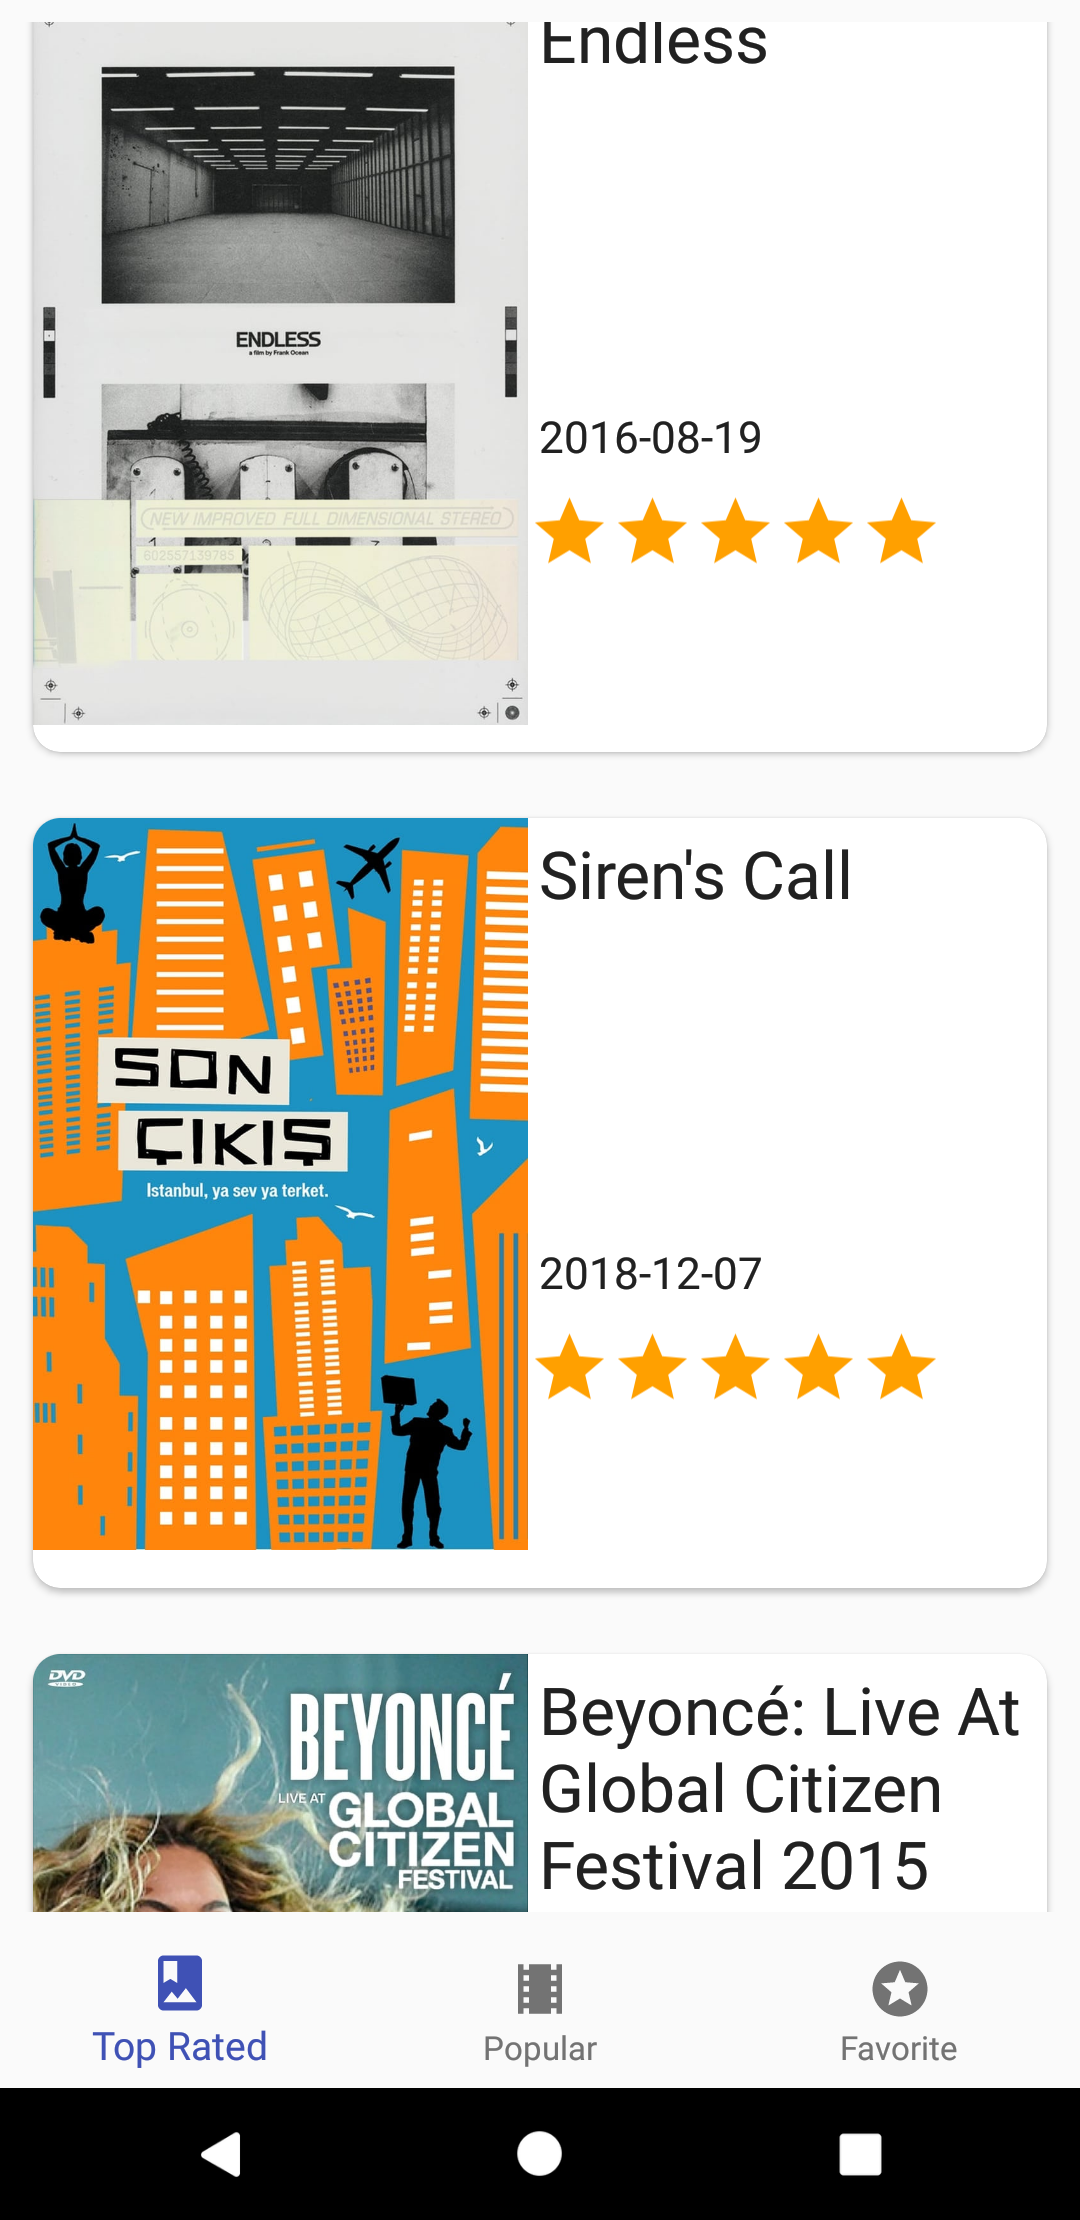 Endless
ENDLESS
a film by Frank Ocean
2016-08-19
NEW IMPROVED FULL DIMENSIONAL STEREO
602557139785
Siren's Call
SON
ÇIKIŞ
Istanbul, ya sev ya terket.
2018-12-07
DVD
VIDEO
BEYONCÉ
LIVE AT GLOBAL
CITIZEN
FESTIVAL
Beyoncé: Live At
Global Citizen
Festival 2015
Top Rated
Popular
Favorite